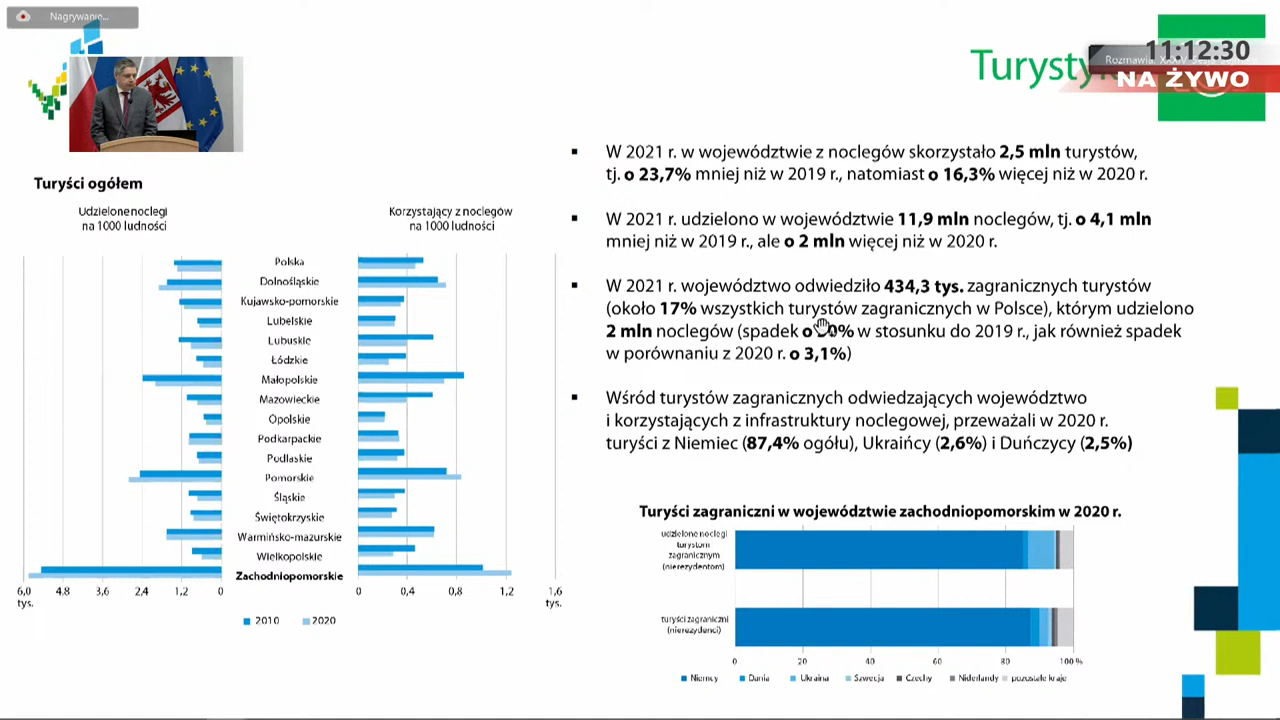 Nagrywanie...
11:12:30
Rozmawia:
NA ŻYWO
Turysty
Turyści ogółem
Udzielone noclegi
na 1000 ludności
Korzystający z noclegów
na 1000 ludności
Polska
Dolnośląskie
Kujawsko-pomorskie
Lubelskie
Lubuskie
Łódzkie
Małopolskie
Mazowieckie
Opolskie
Podkarpackie
Podlaskie
Pomorskie
Śląskie
Świętokrzyskie
Warmińsko-mazurskie
Wielkopolskie
Zachodniopomorskie
6,0 4,8 3,6 2,4 1,2 0
tys.
0 0,4 0,8 1,2 1,6
tys.
2010 2020
▪ W 2021 r. w województwie z noclegów skorzystało 2,5 mln turystów,
tj. o 23,7% mniej niż w 2019 r., natomiast o 16,3% więcej niż w 2020 r.
▪ W 2021 r. udzielono w województwie 11,9 mln noclegów, tj. o 4,1 mln
mniej niż w 2019 r., ale o 2 mln więcej niż w 2020 r.
▪ W 2021 r. województwo odwiedziło 434,3 tys. zagranicznych turystów
(około 17% wszystkich turystów zagranicznych w Polsce), którym udzielono
2 mln noclegów (spadek o w stosunku do 2019 r., jak również spadek
w porównaniu z 2020 r. o 3,1%)
▪ Wśród turystów zagranicznych odwiedzających województwo
i korzystających z infrastruktury noclegowej, przeważali w 2020 r.
turyści z Niemiec (87,4% ogółu), Ukraińcy (2,6%) i Duńczycy (2,5%)
Turyści zagraniczni w województwie zachodniopomorskim w 2020 r.
udzielone noclegi
turystom
zagranicznym
(nierezydentom)
turyści zagraniczni
(nierezydenci)
0 20 40 60 80 100 %
Niemcy Dania Ukraina Szwecja Czechy Niderlandy pozostałe kraje